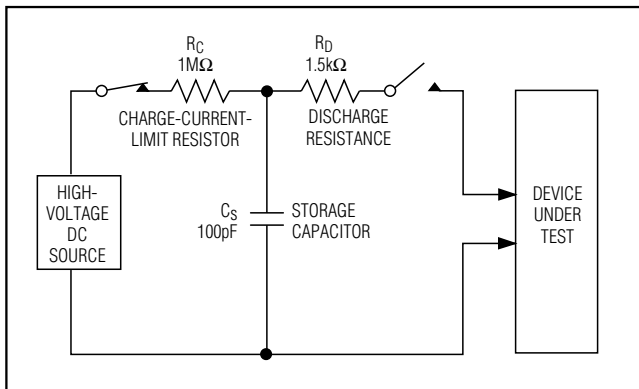 R_C
1MΩ
CHARGE-CURRENT-
LIMIT RESISTOR
R_D
1.5kΩ
DISCHARGE
RESISTANCE
HIGH-
VOLTAGE
DC
SOURCE
C_S
100pF
STORAGE
CAPACITOR
DEVICE
UNDER
TEST